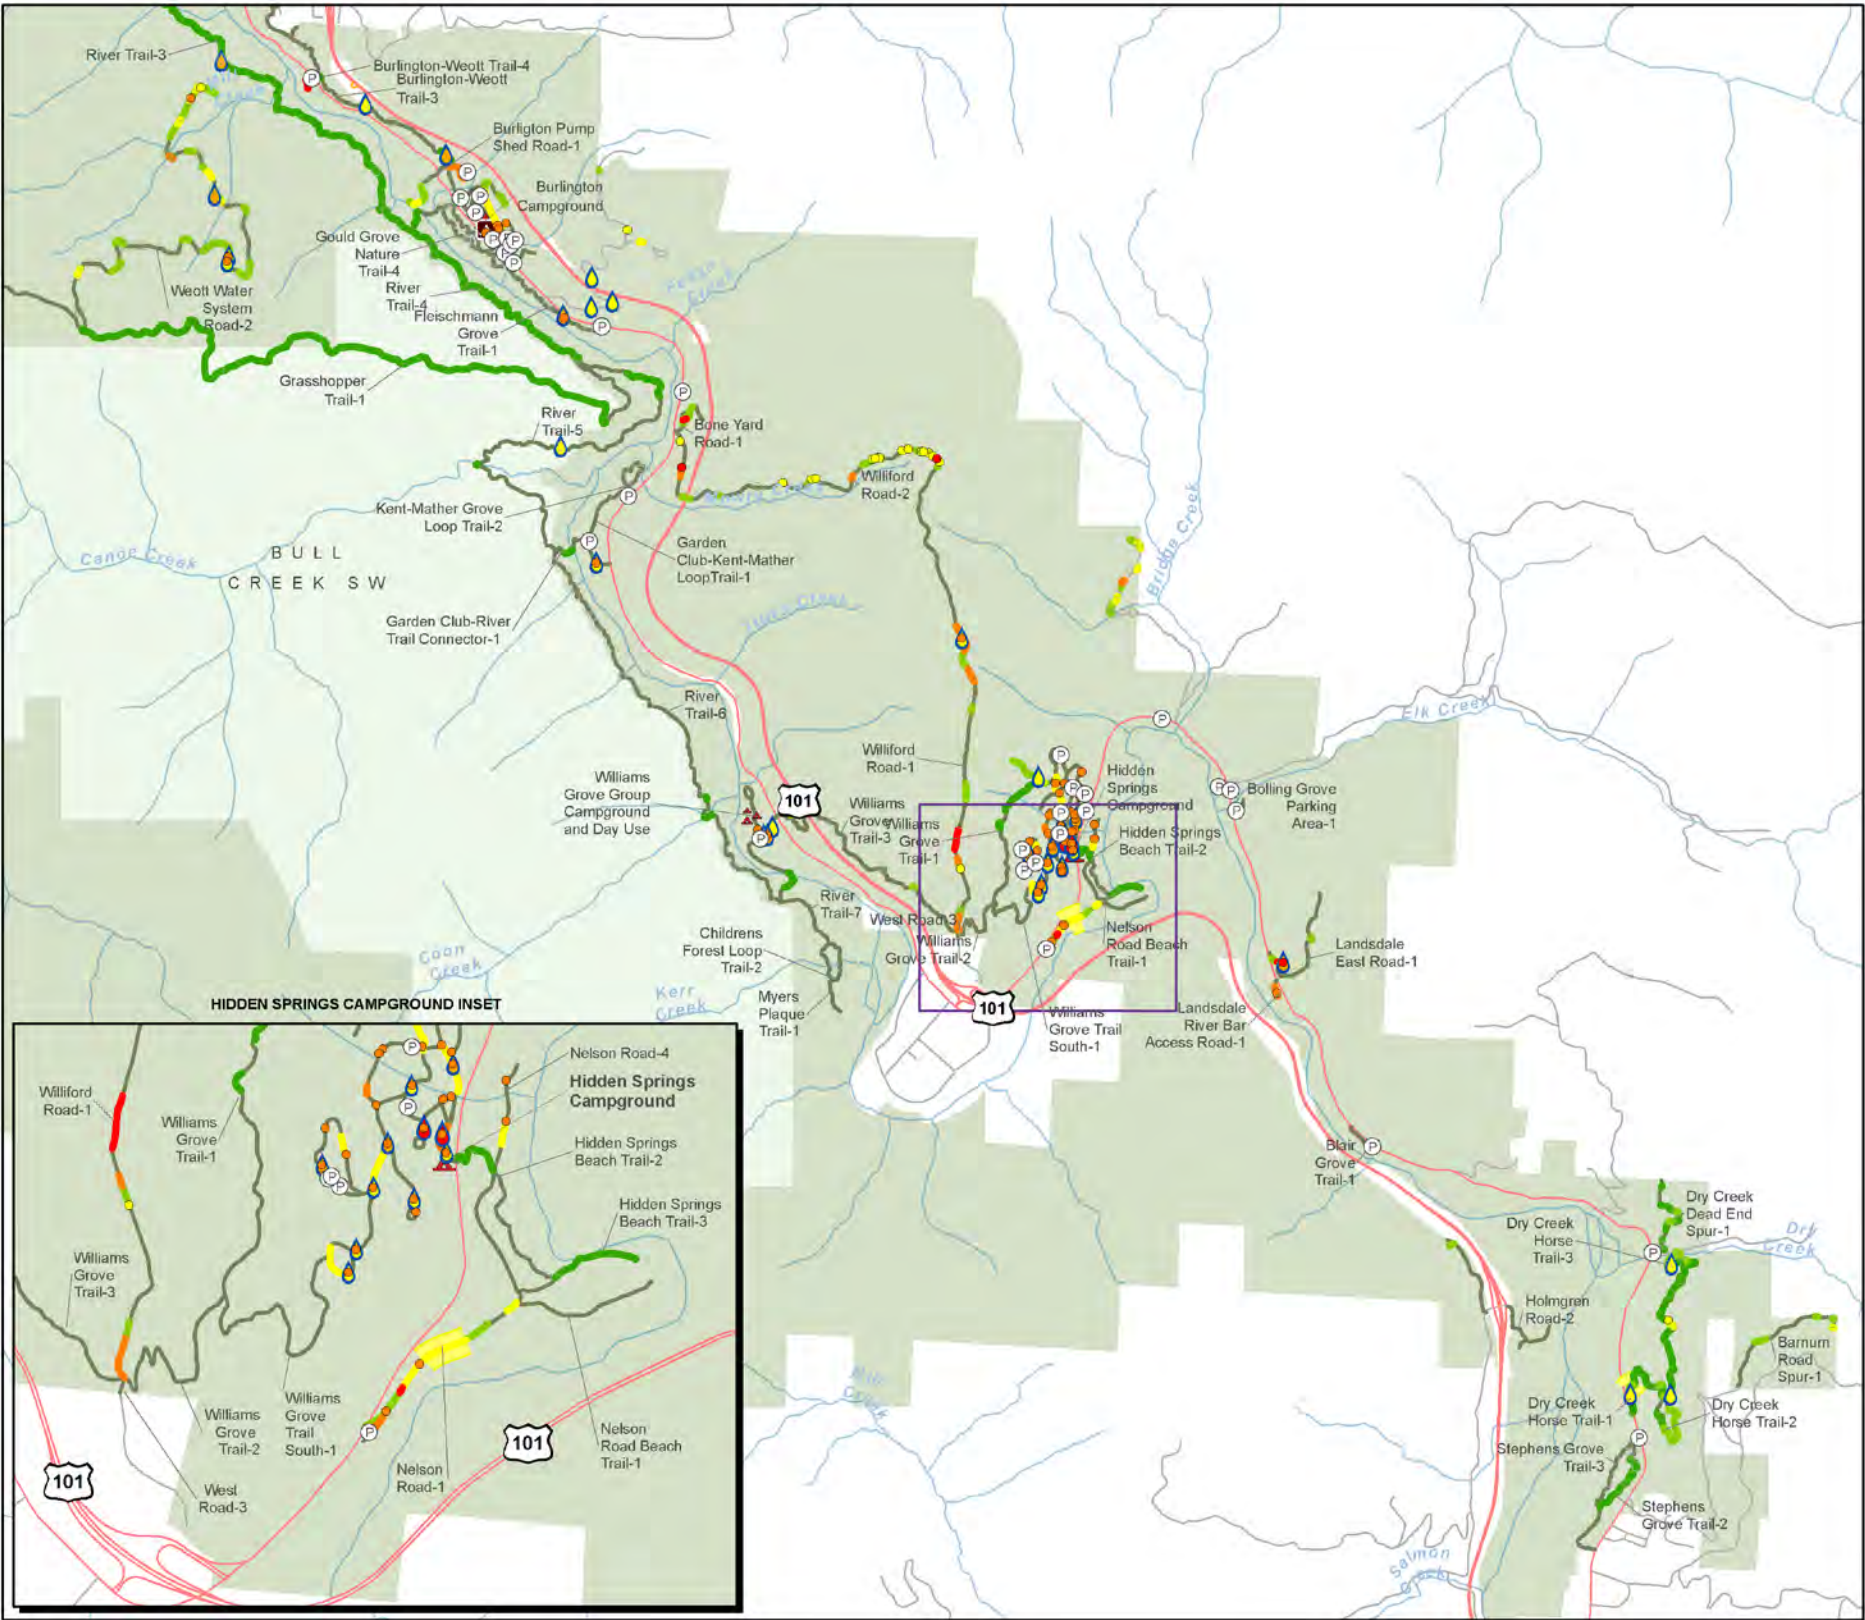 River Trail-3
Burlington-Weott Trail-4
Burlington-Weott
Trail-3
Burligton Pump
Shed Road-1
Burlington
Campground
Gould Grove
Nature
Trail-4
River
Trail-4
Fleischmann
Grove
Trail-1
Weott Water
System
Road-2
Grasshopper
Trail-1
River
Trail-5
Bone Yard
Road-1
Williford
Road-2
Kent-Mather Grove
Loop Trail-2
Garden
Club-Kent-Mather
LoopTrail-1
Canoe Creek
BULL
CREEK SW
Garden Club-River
Trail Connector-1
Bridge Creek
Elk Creek
River
Trail-6
Williford
Road-1
Williams
Grove Group
Campground
and Day Use
101
Williams
Grove
Trail-3
Williams
Grove
Trail-1
Hidden
Springs
Campground
Hidden Springs
Beach Trail-2
Bolling Grove
Parking
Area-1
River
Trail-7
West Road-3
Williams
Grove Trail-2
Nelson
Road Beach
Trail-1
Childrens
Forest Loop
Trail-2
Landsdale
East Road-1
Coon
Creek
Kerr
Creek
Myers
Plaque
Trail-1
101
Williams
Grove Trail
South-1
Landsdale
River Bar
Access Road-1
Blair
Grove
Trail-1
Dry Creek
Dead End
Spur-1
Dry Creek
Horse
Trail-3
Dry
Creek
Holmgren
Road-2
Barnum
Road
Spur-1
Dry Creek
Horse Trail-1
Dry Creek
Horse Trail-2
Stephens Grove
Trail-3
Stephens
Grove Trail-2
Mill
Creek
Salmon
Creek
HIDDEN SPRINGS CAMPGROUND INSET
Nelson Road-4
Hidden Springs
Campground
Williford
Road-1
Williams
Grove
Trail-1
Hidden Springs
Beach Trail-2
Hidden Springs
Beach Trail-3
Williams
Grove
Trail-3
Williams
Grove
Trail-2
Williams
Grove
Trail
South-1
Nelson
Road-1
Nelson
Road Beach
Trail-1
West
Road-3
101
101